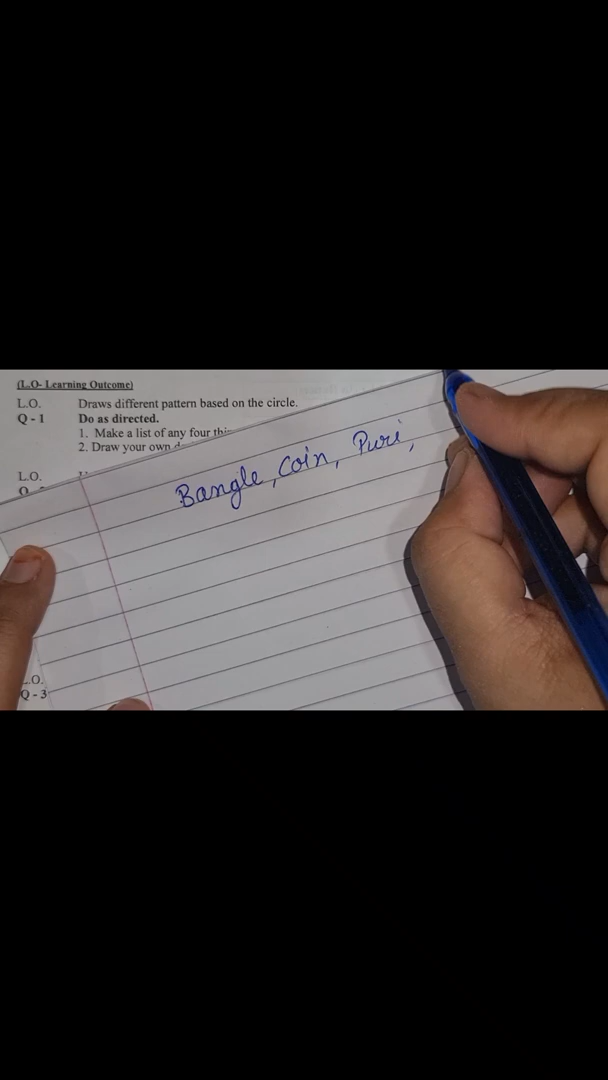 (L.O- Learning Outcome)
L.O. Draws different pattern based on the circle.
Q - 1 Do as directed.
1. Make a list of any four
2. Draw your own
L.O.
Bangle, Coin, Puri,
L.O.
Q - 3